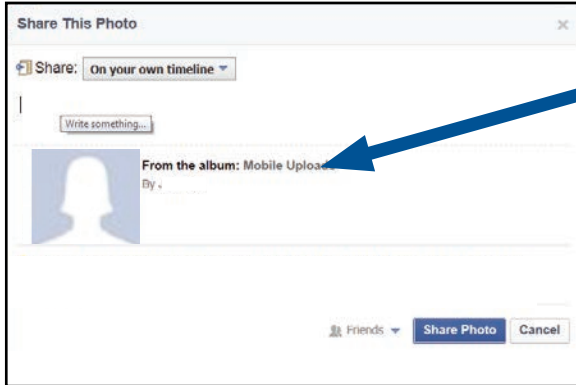 Share This Photo
Share: On your own timeline
Write something...
From the album: Mobile Uploads
By
Friends Share Photo Cancel